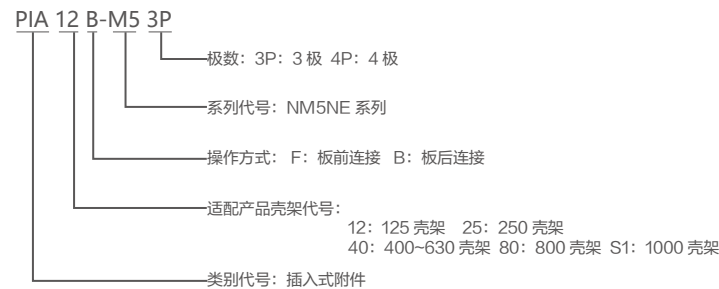 PIA 12 B-M5 3P
极数：3P：3 极 4P：4 极
系列代号：NM5NE 系列
操作方式： F：板前连接 B：板后连接
适配产品壳架代号：
12：125 壳架 25：250 壳架
40：400~630 壳架 80：800 壳架 S1：1000 壳架
类别代号：插入式附件